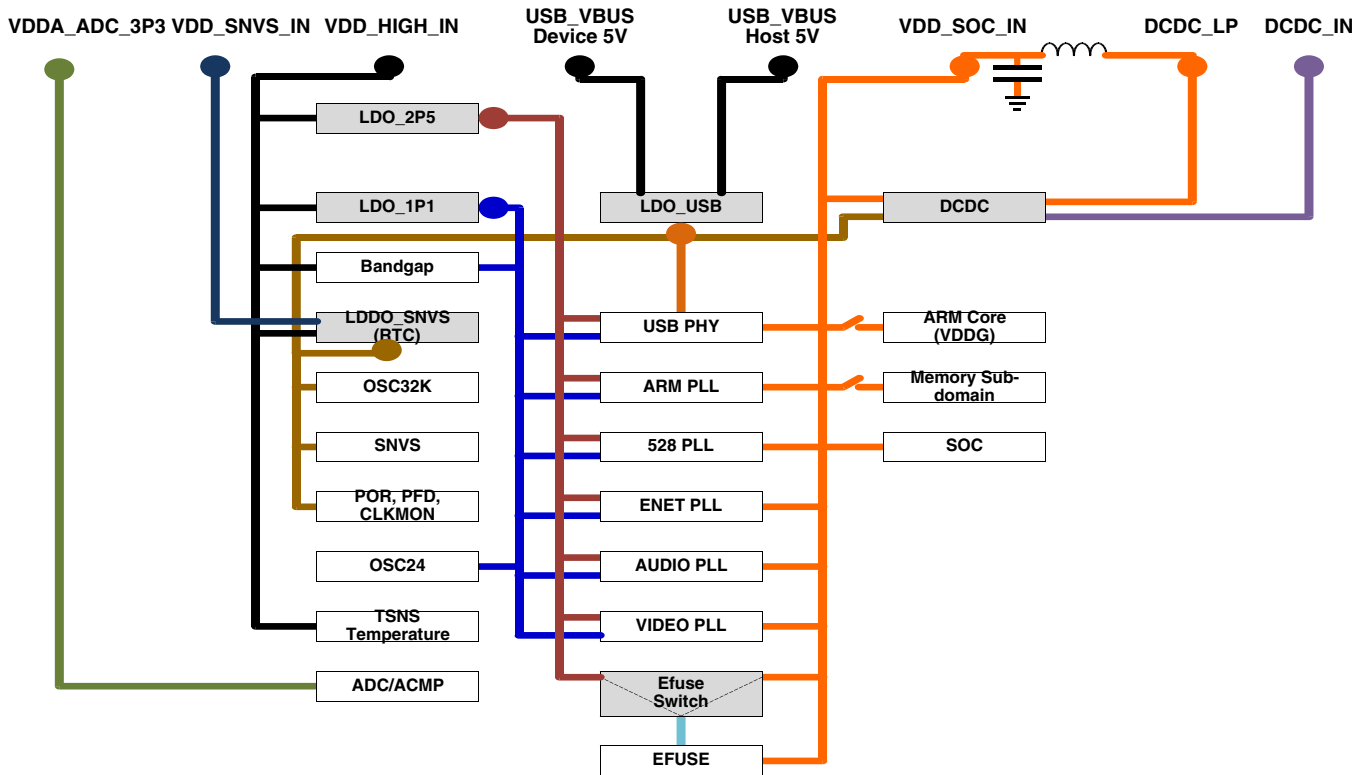 VDDA_ADC_3P3 VDD_SNVS_IN VDD_HIGH_IN
USB_VBUS
Device 5V
USB_VBUS
Host 5V
VDD_SOC_IN
DCDC_LP
DCDC_IN
LDO_2P5
LDO_1P1
LDO_USB
DCDC
Bandgap
LDDO_SNVS
(RTC)
USB PHY
ARM Core
(VDDG)
OSC32K
ARM PLL
Memory Sub-
domain
SNVS
528 PLL
SOC
POR, PFD,
CLKMON
ENET PLL
OSC24
AUDIO PLL
TSNS
Temperature
VIDEO PLL
ADC/ACMP
Efuse
Switch
EFUSE